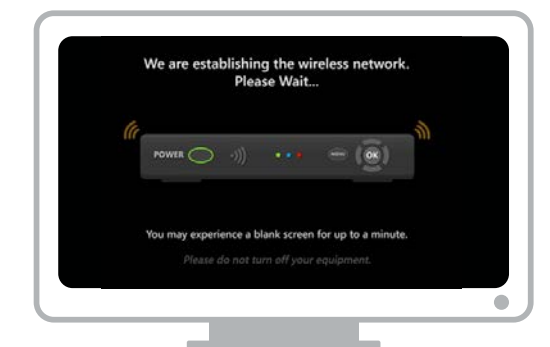 We are establishing the wireless network.
Please Wait...
POWER
MENU
OK
You may experience a blank screen for up to a minute.
Please do not turn off your equipment.